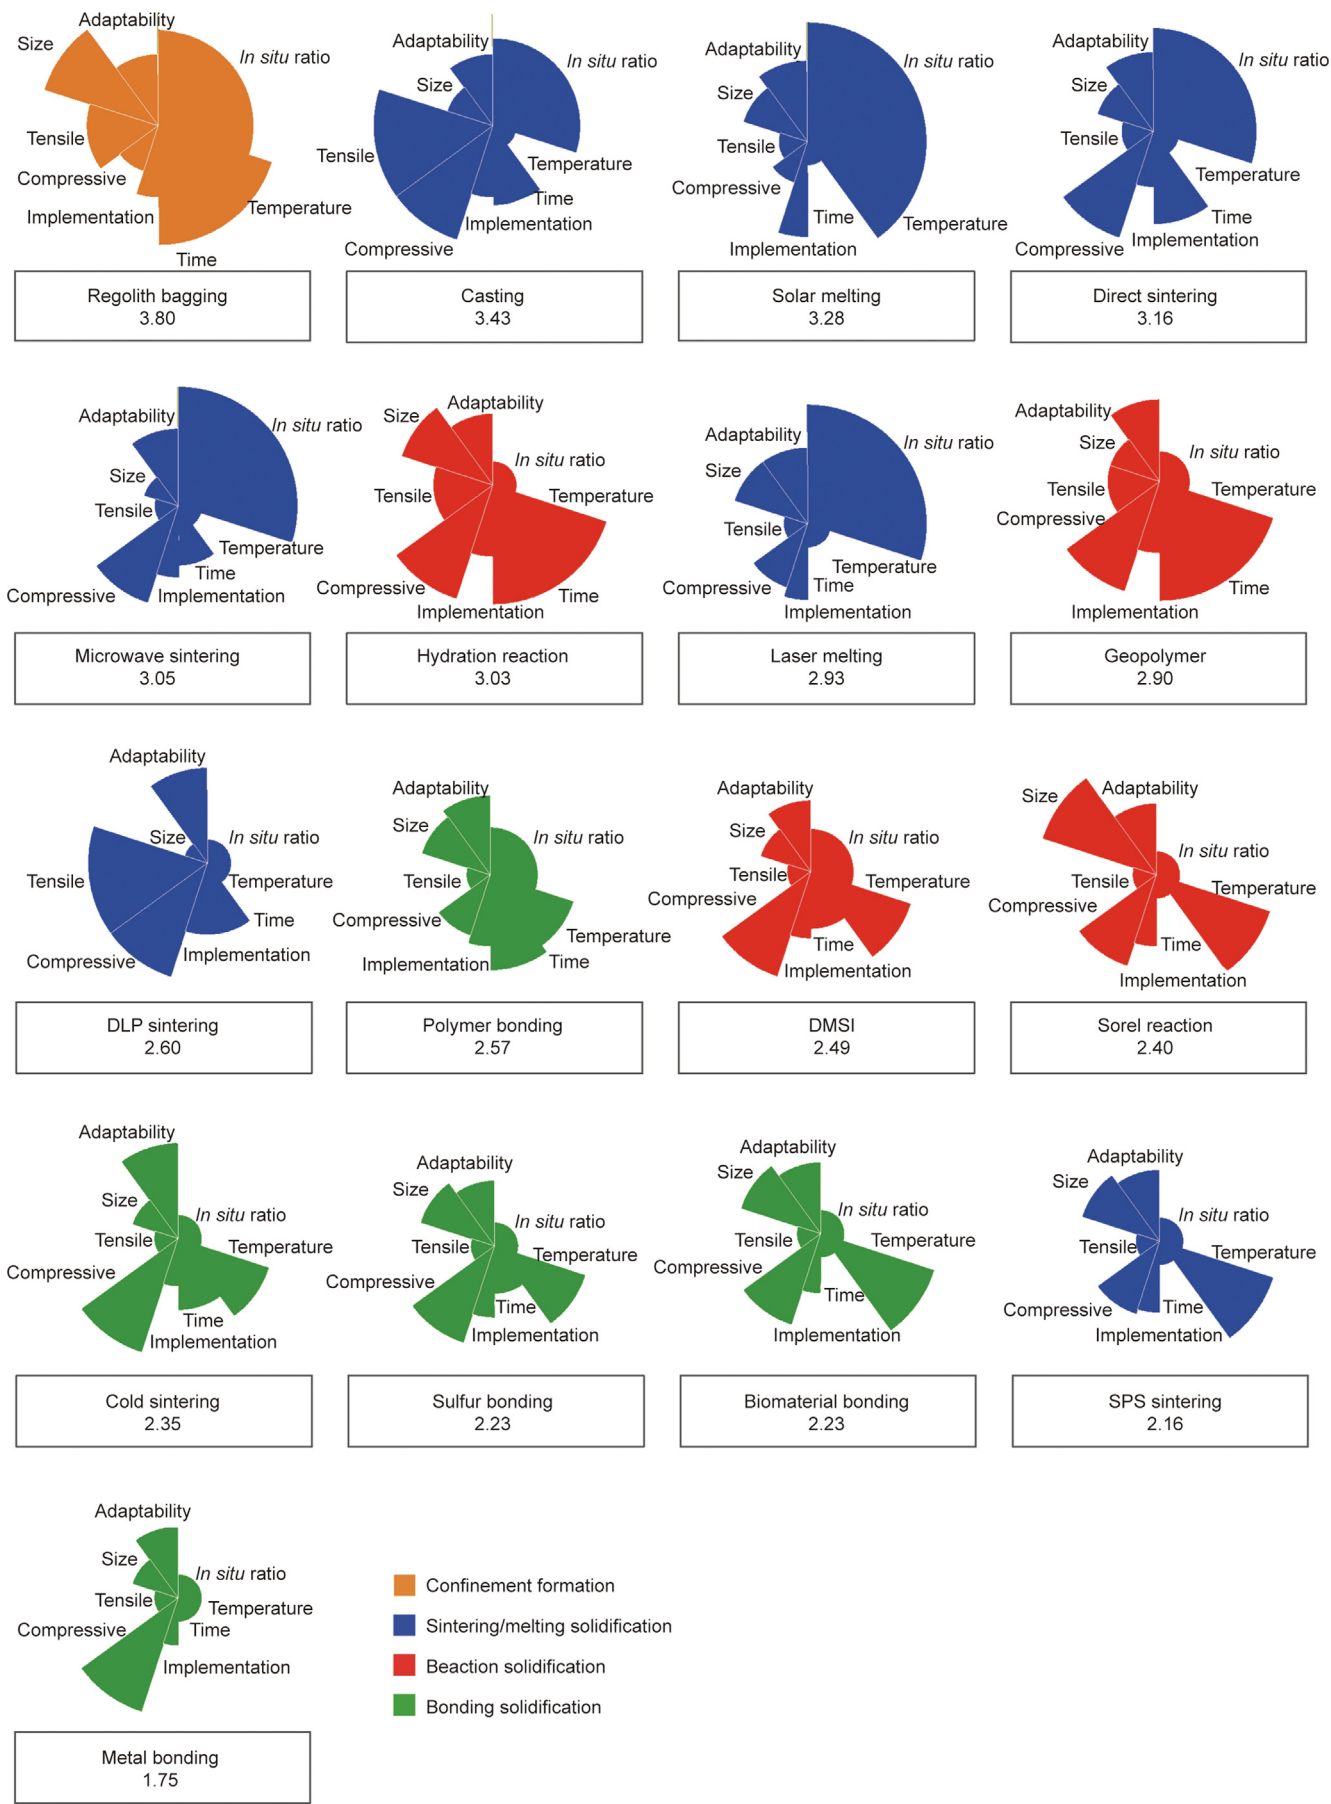 Adaptability
Size
In situ ratio
Tensile
Compressive
Implementation
Temperature
Time
Regolith bagging
3.80
Adaptability
In situ ratio
Size
Tensile
Temperature
Time
Implementation
Compressive
Casting
3.43
Adaptability
In situ ratio
Size
Tensile
Compressive
Time
Temperature
Implementation
Solar melting
3.28
Adaptability
In situ ratio
Size
Tensile
Temperature
Time
Implementation
Compressive
Direct sintering
3.16
Adaptability
In situ ratio
Size
Tensile
Temperature
Time
Compressive
Implementation
Microwave sintering
3.05
Adaptability
Size
In situ ratio
Tensile
Temperature
Compressive
Time
Implementation
Hydration reaction
3.03
Adaptability
In situ ratio
Size
Tensile
Temperature
Compressive
Time
Implementation
Laser melting
2.93
Adaptability
Size
In situ ratio
Tensile
Temperature
Compressive
Time
Implementation
Geopolymer
2.90
Adaptability
Size
In situ ratio
Tensile
Temperature
Time
Implementation
Compressive
DLP sintering
2.60
Adaptability
Size
In situ ratio
Tensile
Compressive
Temperature
Time
Implementation
Polymer bonding
2.57
Adaptability
Size
In situ ratio
Tensile
Temperature
Compressive
Time
Implementation
DMSI
2.49
Adaptability
Size
In situ ratio
Tensile
Temperature
Compressive
Time
Implementation
Sorel reaction
2.40
Adaptability
Size
In situ ratio
Tensile
Temperature
Compressive
Time
Implementation
Cold sintering
2.35
Adaptability
Size
In situ ratio
Tensile
Temperature
Compressive
Time
Implementation
Sulfur bonding
2.23
Adaptability
Size
In situ ratio
Tensile
Temperature
Compressive
Time
Implementation
Biomaterial bonding
2.23
Adaptability
Size
In situ ratio
Tensile
Temperature
Compressive
Time
Implementation
SPS sintering
2.16
Adaptability
Size
In situ ratio
Tensile
Temperature
Compressive
Time
Implementation
Metal bonding
1.75
Confinement formation
Sintering/melting solidification
Beaction solidification
Bonding solidification